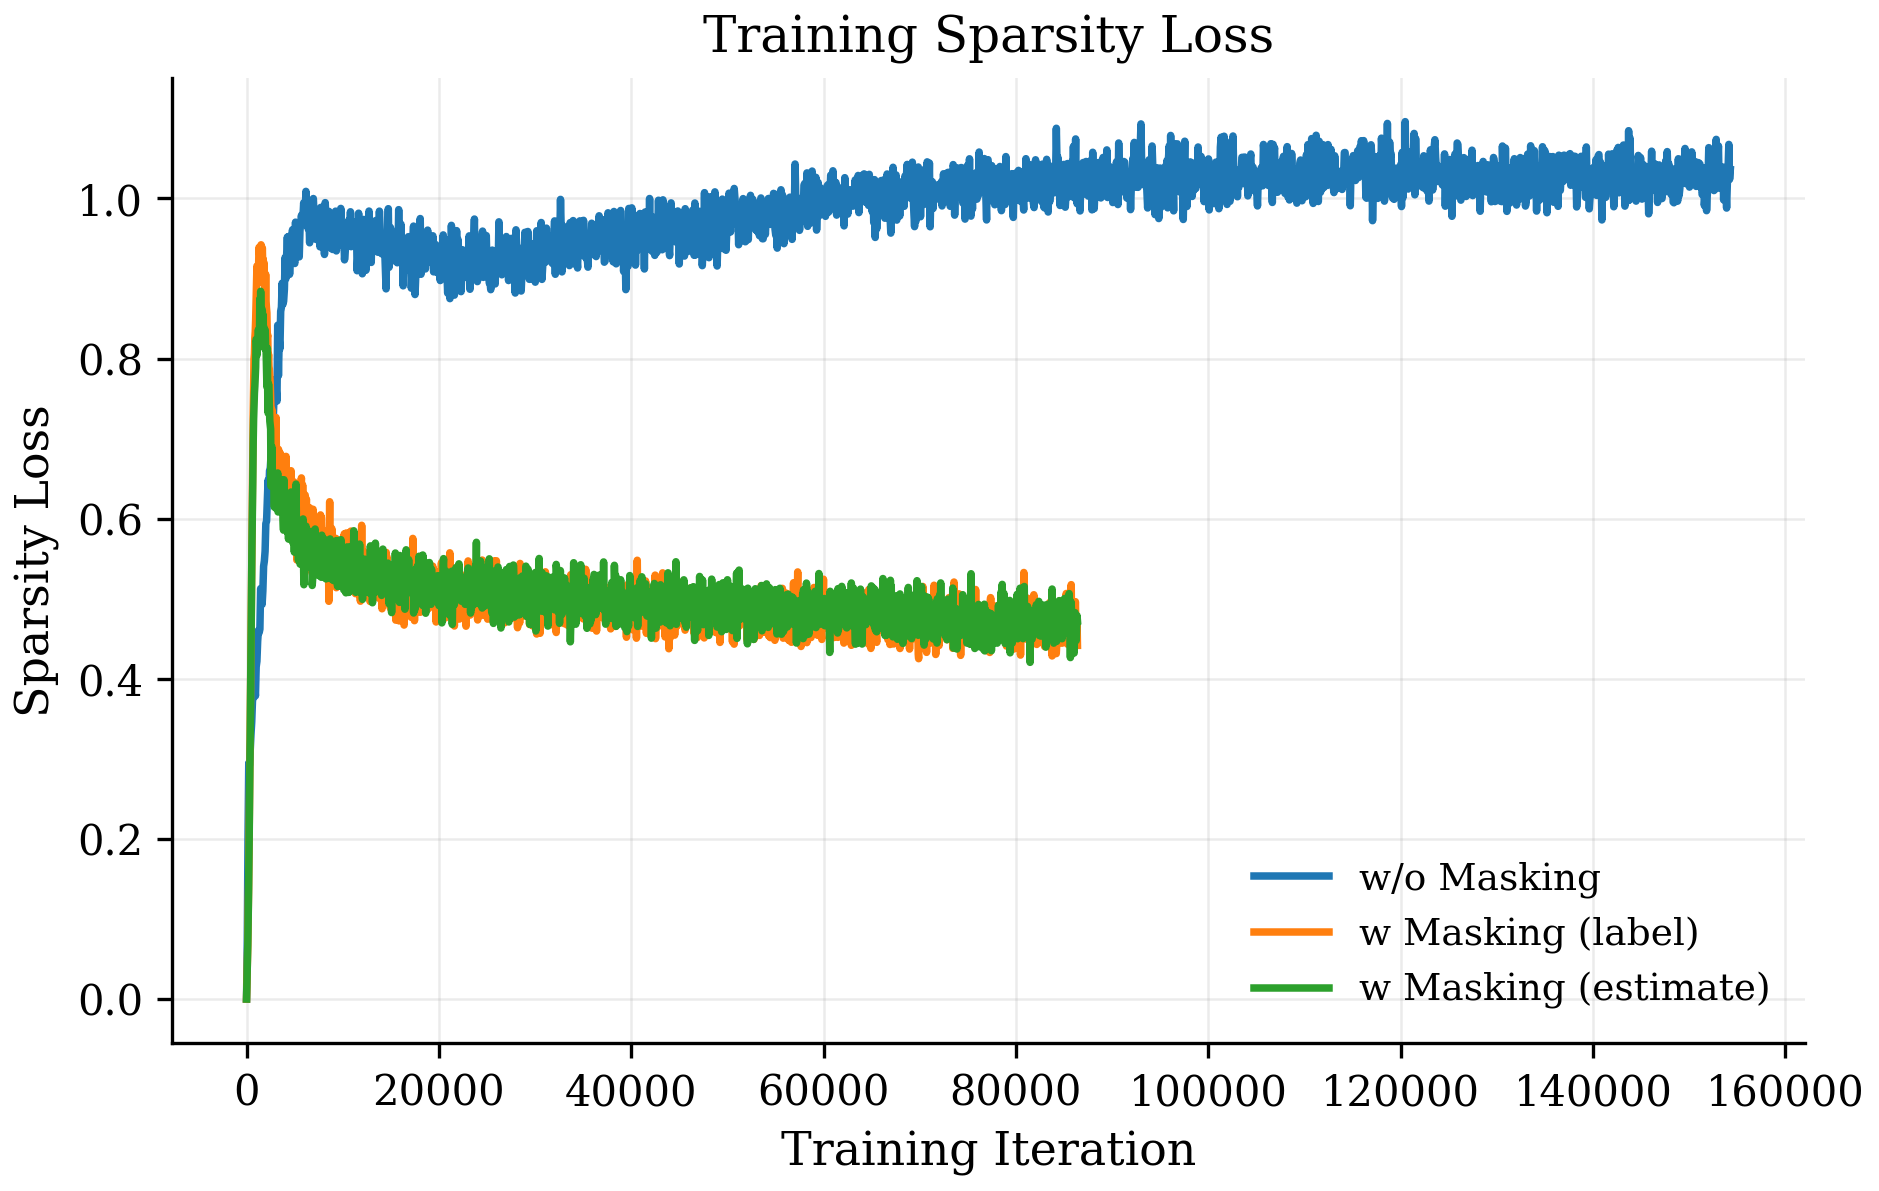 Training Sparsity Loss
Sparsity Loss
1.0
0.8
0.6
0.4
0.2
0.0
w/o Masking
w Masking (label)
w Masking (estimate)
0 20000 40000 60000 80000 100000 120000 140000 160000
Training Iteration